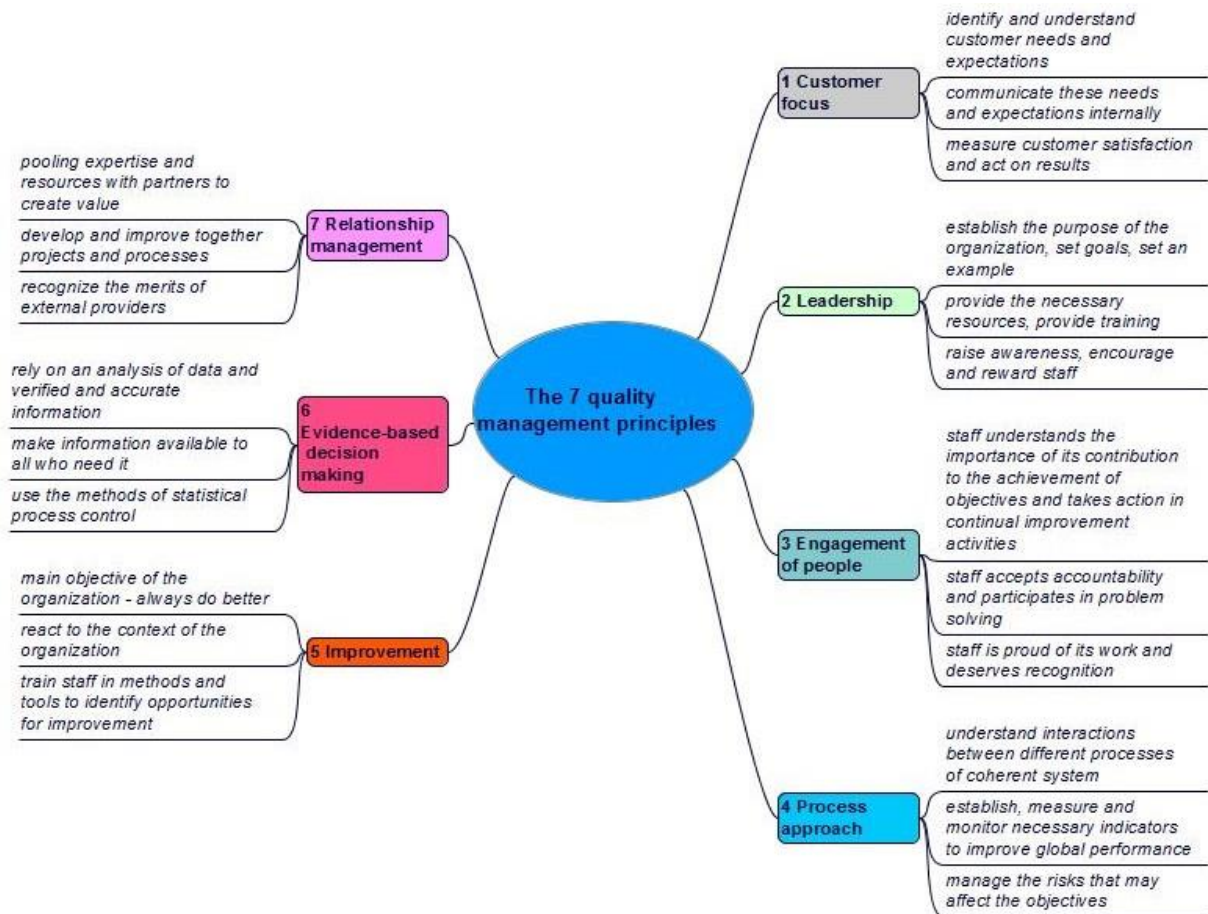 The 7 quality
management principles
1 Customer
focus
identify and understand
customer needs and
expectations
communicate these needs
and expectations internally
measure customer satisfaction
and act on results
2 Leadership
establish the purpose of the
organization, set goals, set an
example
provide the necessary
resources, provide training
raise awareness, encourage
and reward staff
3 Engagement
of people
staff understands the
importance of its contribution
to the achievement of
objectives and takes action in
continual improvement
activities
staff accepts accountability
and participates in problem
solving
staff is proud of its work and
deserves recognition
4 Process
approach
understand interactions
between different processes
of coherent system
establish, measure and
monitor necessary indicators
to improve global performance
manage the risks that may
affect the objectives
5 Improvement
main objective of the
organization - always do better
react to the context of the
organization
train staff in methods and
tools to identify opportunities
for improvement
6
Evidence-based
decision
making
rely on an analysis of data and
verified and accurate
information
make information available to
all who need it
use the methods of statistical
process control
7 Relationship
management
pooling expertise and
resources with partners to
create value
develop and improve together
projects and processes
recognize the merits of
external providers